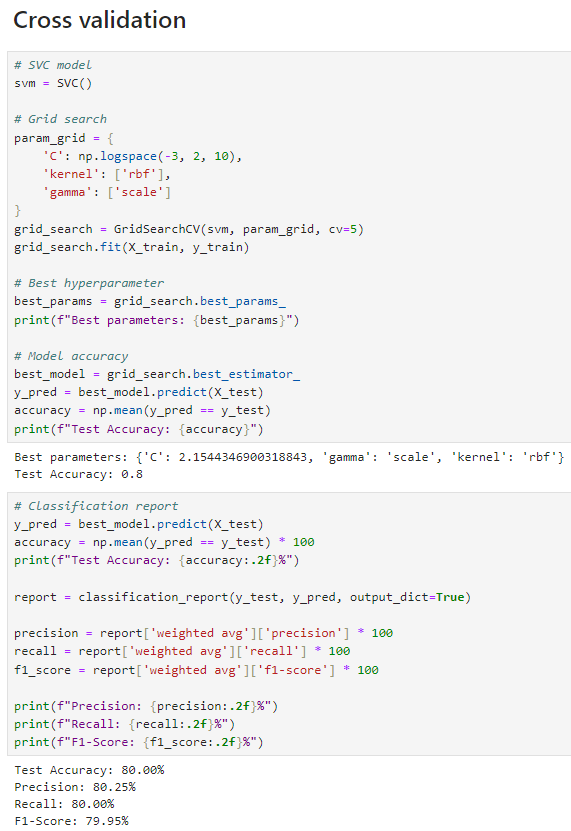 Cross validation
# SVC model
svm = SVC()
# Grid search
param_grid = {
    'C': np.logspace(-3, 2, 10),
    'kernel': ['rbf'],
    'gamma': ['scale']
}
grid_search = GridSearchCV(svm, param_grid, cv=5)
grid_search.fit(X_train, y_train)
# Best hyperparameter
best_params = grid_search.best_params_
print(f"Best parameters: {best_params}")
# Model accuracy
best_model = grid_search.best_estimator_
y_pred = best_model.predict(X_test)
accuracy = np.mean(y_pred == y_test)
print(f"Test Accuracy: {accuracy}")
Best parameters: {'C': 2.1544346900318843, 'gamma': 'scale', 'kernel': 'rbf'}
Test Accuracy: 0.8
# Classification report
y_pred = best_model.predict(X_test)
accuracy = np.mean(y_pred == y_test) * 100
print(f"Test Accuracy: {accuracy:.2f}%")
report = classification_report(y_test, y_pred, output_dict=True)
precision = report['weighted avg']['precision'] * 100
recall = report['weighted avg']['recall'] * 100
f1_score = report['weighted avg']['f1-score'] * 100
print(f"Precision: {precision:.2f}%")
print(f"Recall: {recall:.2f}%")
print(f"F1-Score: {f1_score:.2f}%")
Test Accuracy: 80.00%
Precision: 80.25%
Recall: 80.00%
F1-Score: 79.95%